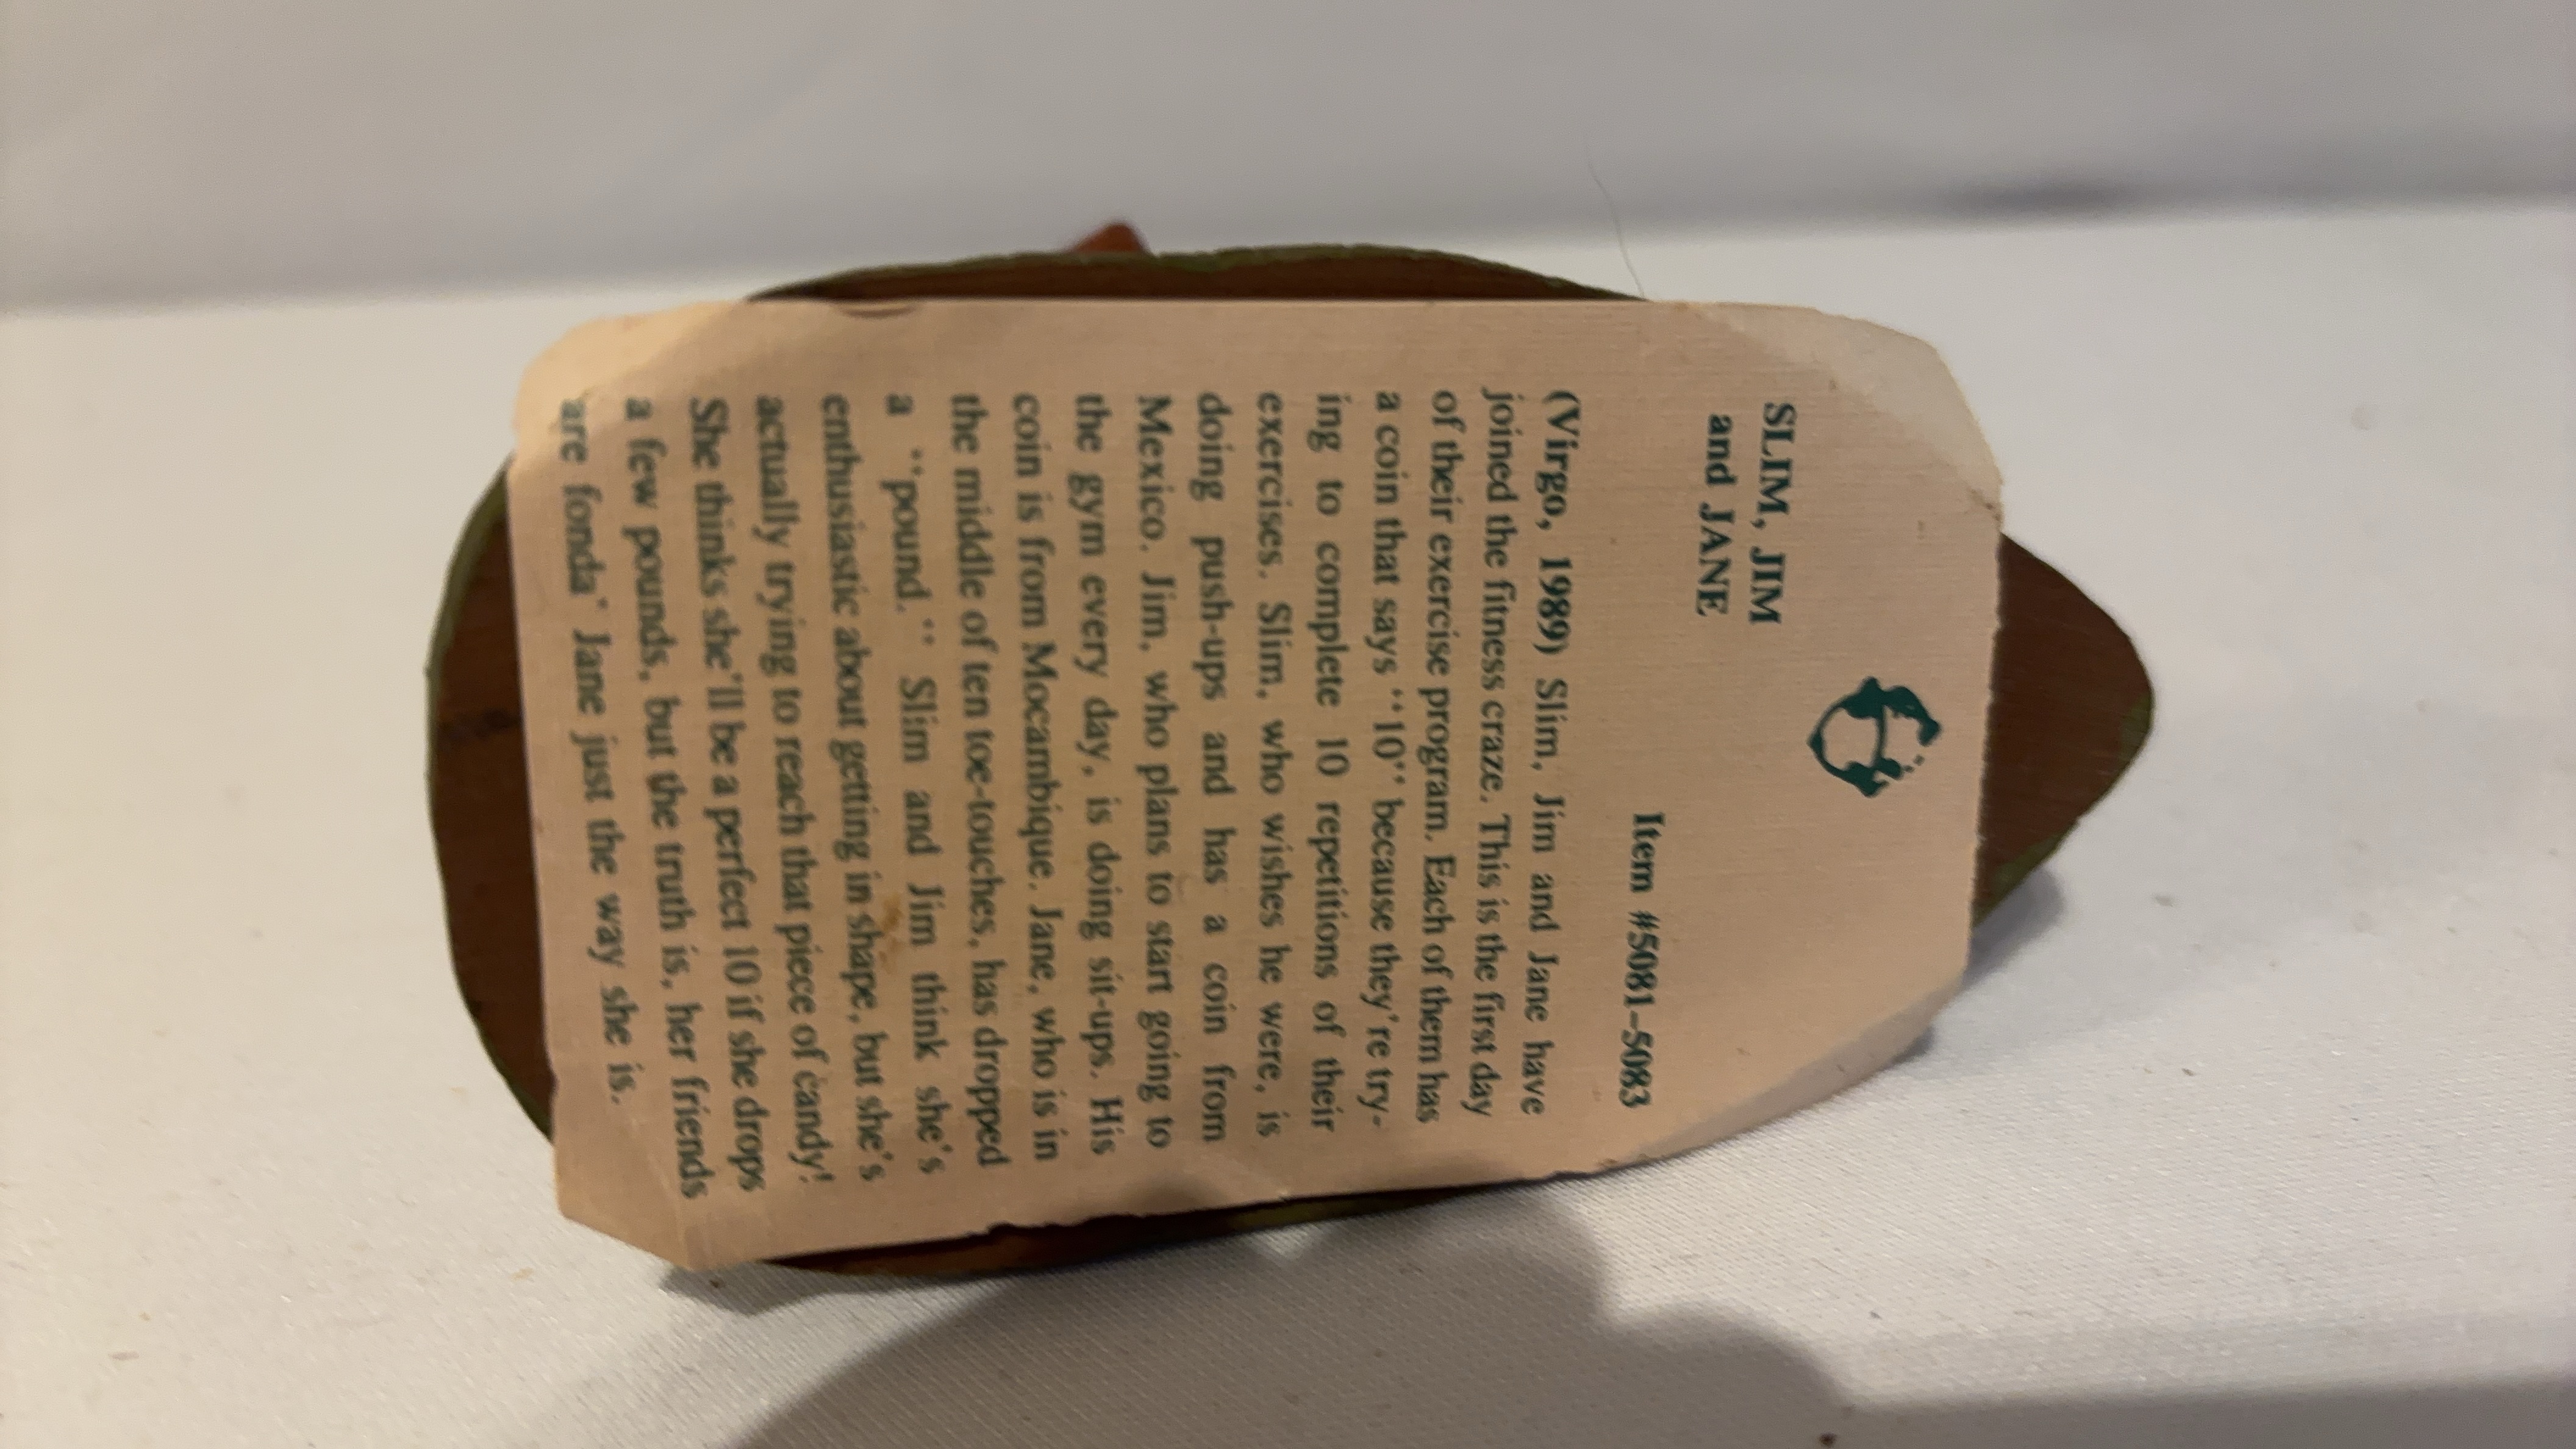 SLIM, JIM
and JANE
Item #5081-5083
(Virgo, 1989) Slim, Jim and Jane have
joined the fitness craze. This is the first day
of their exercise program. Each of them has
a coin that says "10" because they're try-
ing to complete 10 repetitions of their
exercises. Slim, who wishes he were, is
doing push-ups and has a coin from
Mexico. Jim, who plans to start going to
the gym every day, is doing sit-ups. His
coin is from Mocambique. Jane, who is in
the middle of ten toe-touches, has dropped
a "pound." Slim and Jim think she's
enthusiastic about getting in shape, but she's
actually trying to reach that piece of candy!
She thinks she'll be a perfect 10 if she drops
a few pounds, but the truth is, her friends
are fonda' Jane just the way she is.